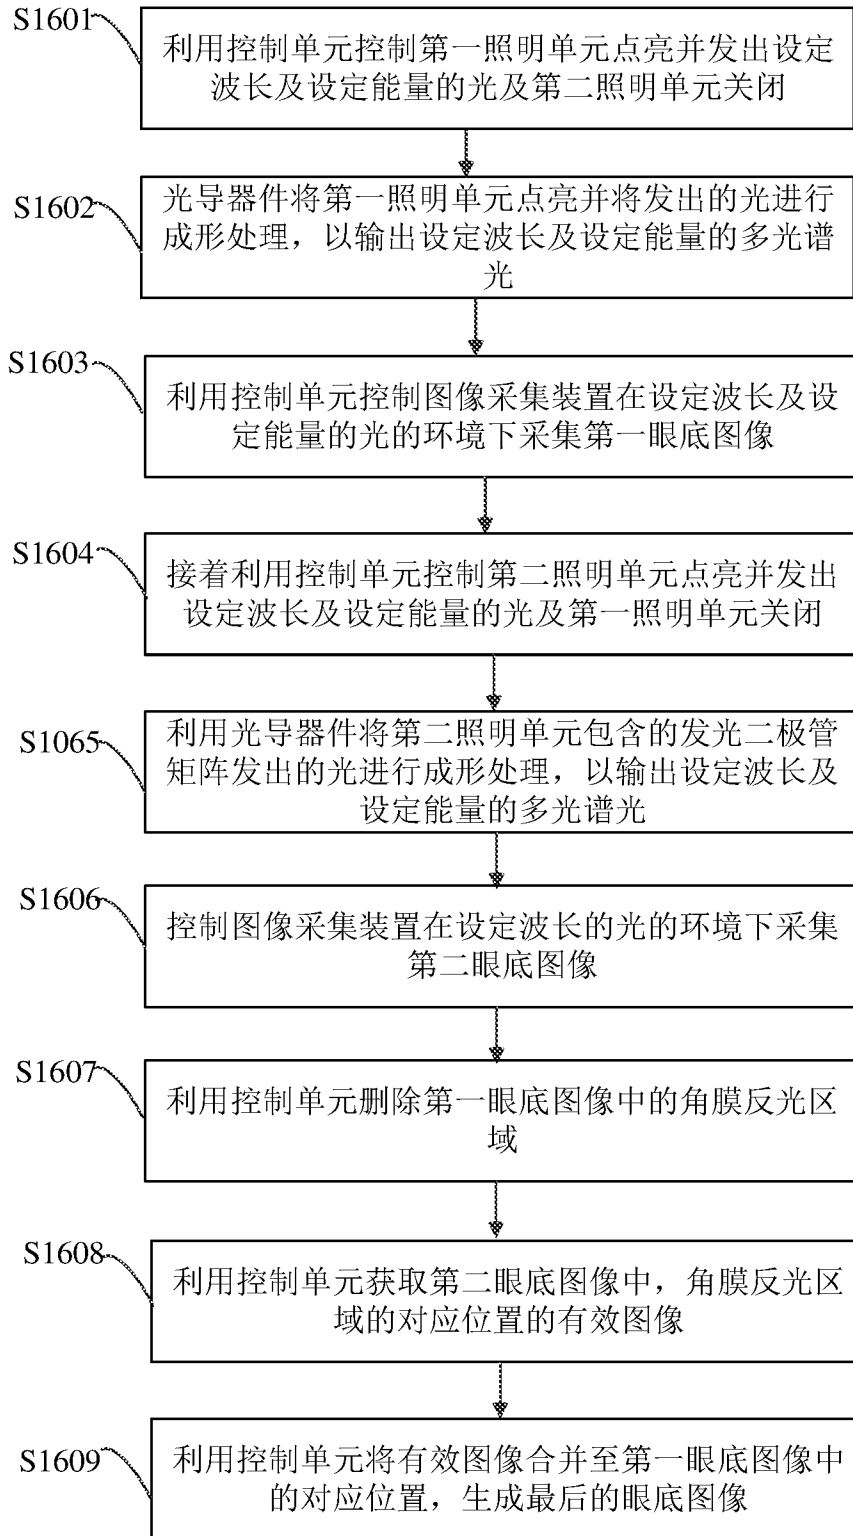 S1601
利用控制单元控制第一照明单元点亮并发出设定
波长及设定能量的光及第二照明单元关闭
S1602
光导器件将第一照明单元点亮并将发出的光进行
成形处理，以输出设定波长及设定能量的多光谱
光
S1603
利用控制单元控制图像采集装置在设定波长及设
定能量的光的环境下采集第一眼底图像
S1604
接着利用控制单元控制第二照明单元点亮并发出
设定波长及设定能量的光及第一照明单元关闭
S1065
利用光导器件将第二照明单元包含的发光二极管
矩阵发出的光进行成形处理，以输出设定波长及
设定能量的多光谱光
S1606
控制图像采集装置在设定波长的光的环境下采集
第二眼底图像
S1607
利用控制单元删除第一眼底图像中的角膜反光区
域
S1608
利用控制单元获取第二眼底图像中，角膜反光区
域的对应位置的有效图像
S1609
利用控制单元将有效图像合并至第一眼底图像中
的对应位置，生成最后的眼底图像